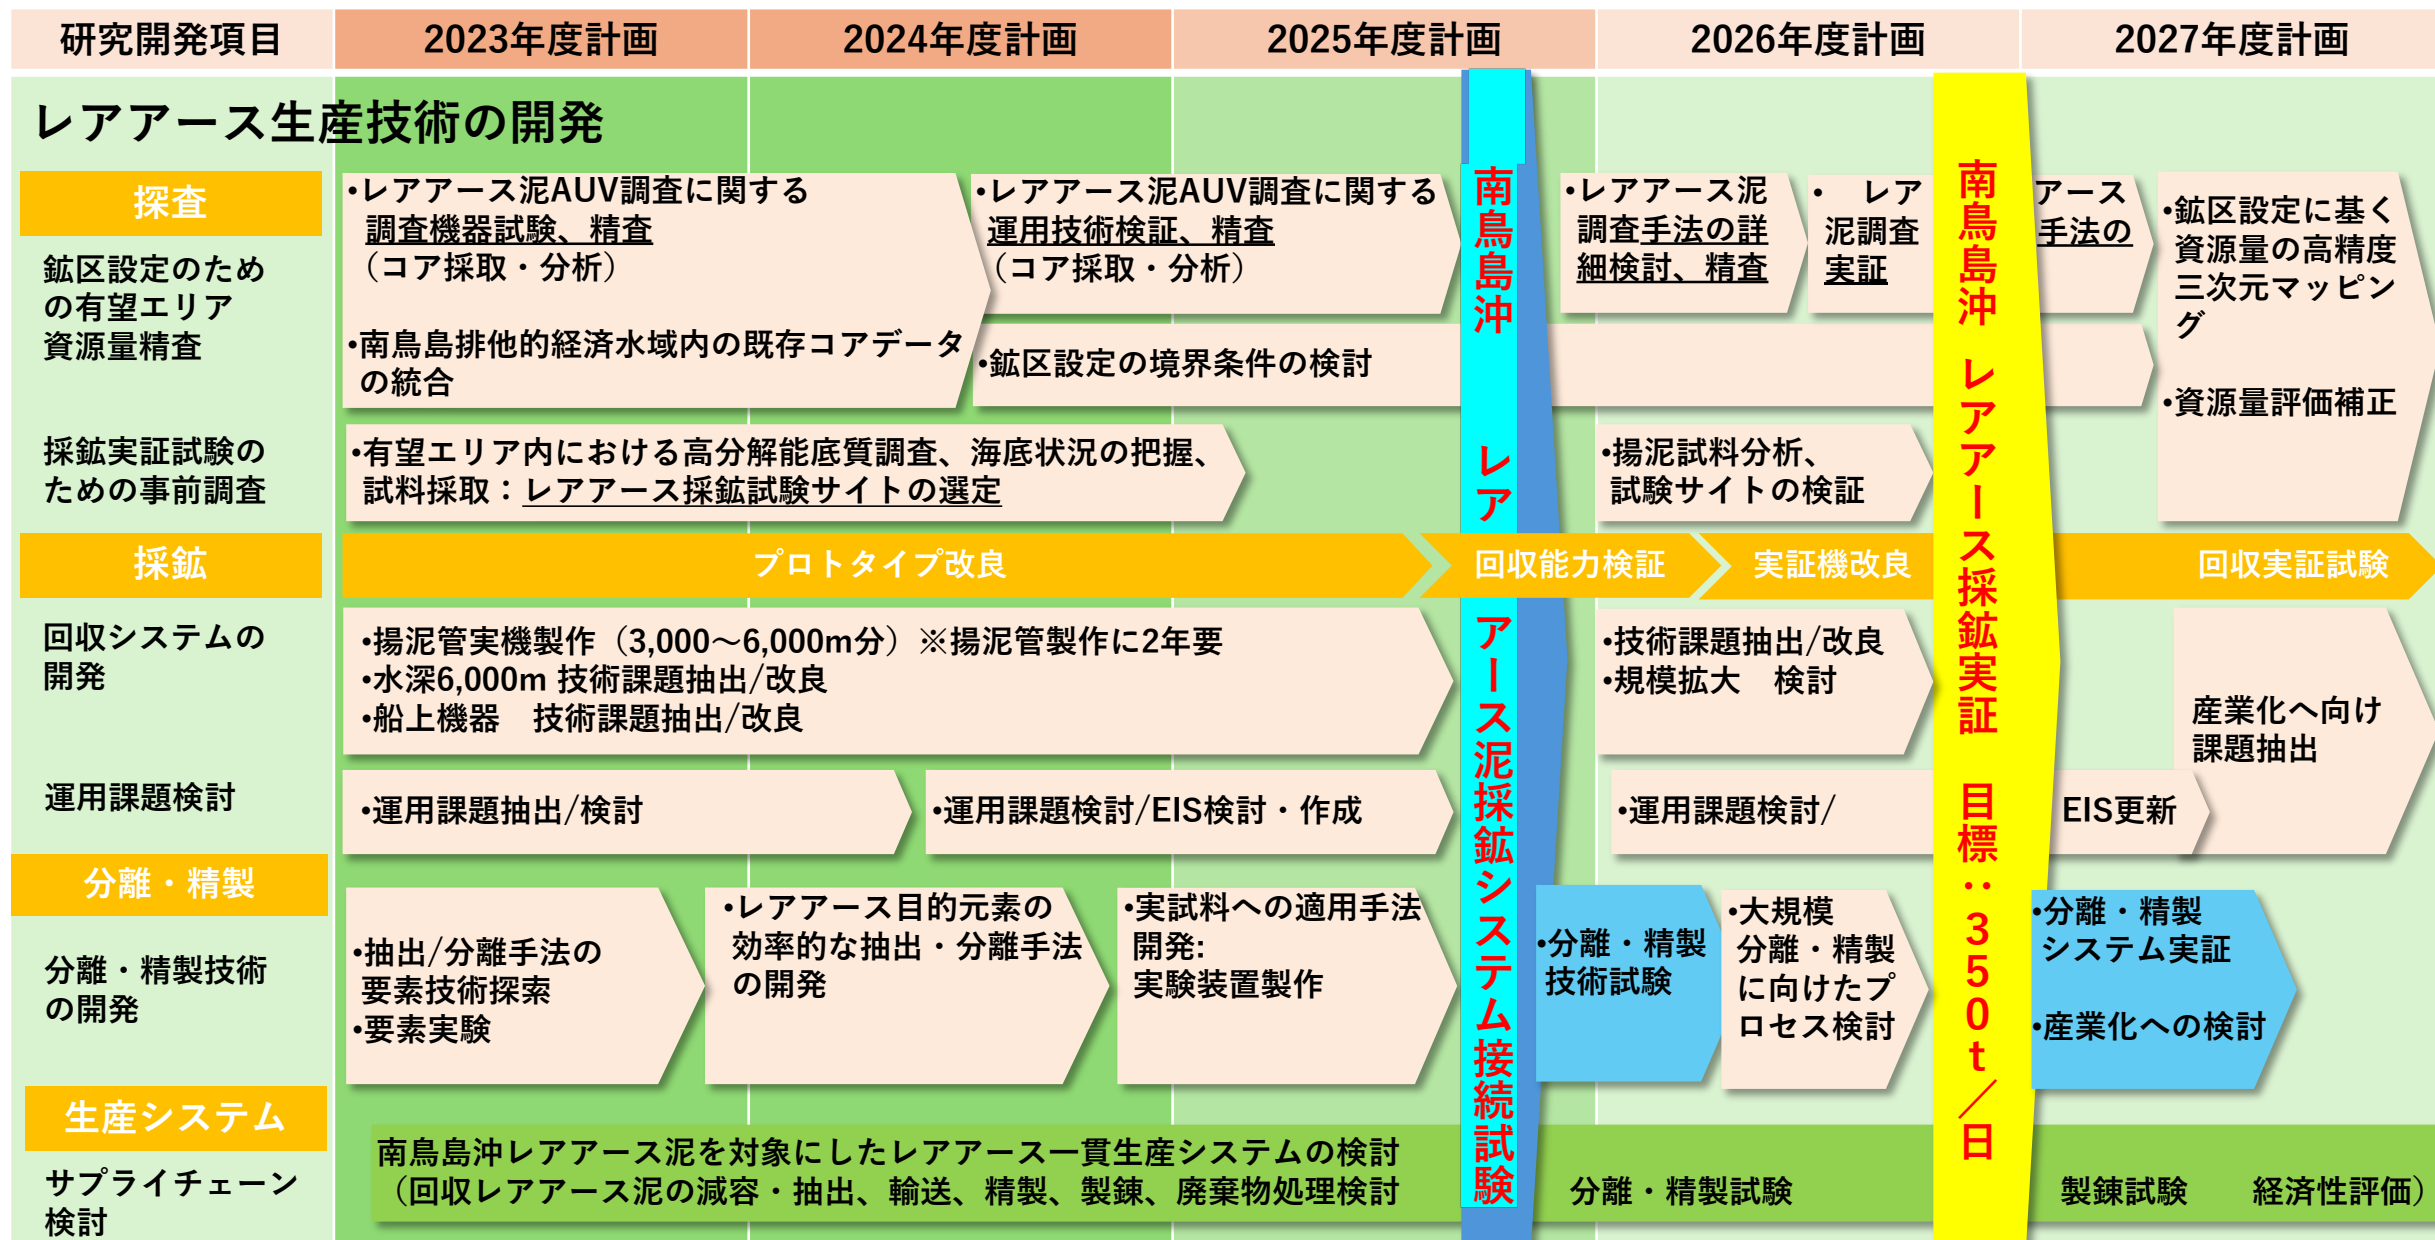 研究開発項目
2023年度計画
2024年度計画
2025年度計画
2026年度計画
2027年度計画
レアアース生産技術の開発
探査
鉱区設定のため
の有望エリア
資源量精査
•レアアース泥AUV調査に関する
調査機器試験、精査
（コア採取・分析）
•南鳥島排他的経済水域内の既存コアデータ
の統合
•レアアース泥AUV調査に関する
運用技術検証、精査
（コア採取・分析）
•鉱区設定の境界条件の検討
•レアアース泥
調査手法の詳
細検討、精査
•　レア
泥調査
実証
アース
手法の
•鉱区設定に基く
資源量の高精度
三次元マッピン
グ
•資源量評価補正
採鉱実証試験の
ための事前調査
•有望エリア内における高分解能底質調査、海底状況の把握、
試料採取：レアアース採鉱試験サイトの選定
•揚泥試料分析、
試験サイトの検証
採鉱
プロトタイプ改良
回収能力検証
実証機改良
回収実証試験
回収システムの
開発
•揚泥管実機製作（3,000～6,000m分）※揚泥管製作に2年要
•水深6,000m 技術課題抽出/改良
•船上機器　技術課題抽出/改良
•技術課題抽出/改良
•規模拡大　検討
産業化へ向け
課題抽出
運用課題検討
•運用課題抽出/検討
•運用課題検討/EIS検討・作成
•運用課題検討/
EIS更新
分離・精製
分離・精製技術
の開発
•抽出/分離手法の
要素技術探索
•要素実験
•レアアース目的元素の
効率的な抽出・分離手法
の開発
•実試料への適用手法
開発:
実験装置製作
•分離・精製
技術試験
•大規模
分離・精製
に向けたプ
ロセス検討
•分離・精製
システム実証
•産業化への検討
生産システム
サプライチェーン
検討
南鳥島沖レアアース泥を対象にしたレアアース一貫生産システムの検討
（回収レアアース泥の減容・抽出、輸送、精製、製錬、廃棄物処理検討
分離・精製試験
製錬試験
経済性評価）
南鳥島沖　レアアース泥採鉱システム接続試験
南鳥島沖 レアアース採鉱実証　目標：350t／日